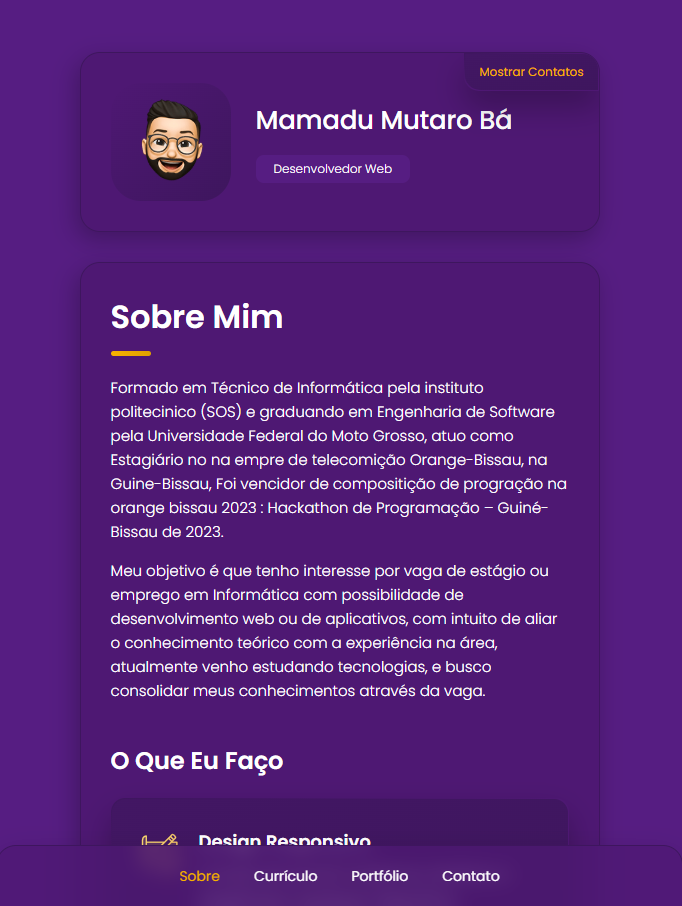 Mostrar Contatos
Mamadu Mutaro Bá
Desenvolvedor Web
Sobre Mim
Formado em Técnico de Informática pela instituto
politecinico (SOS) e graduando em Engenharia de Software
pela Universidade Federal do Moto Grosso, atuo como
Estagiário no na empre de telecomição Orange-Bissau, na
Guine-Bissau, Foi vencedor de compositição de progração na
orange bissau 2023 : Hackathon de Programação – Guiné-
Bissau de 2023.
Meu objetivo é que tenho interesse por vaga de estágio ou
emprego em Informática com possibilidade de
desenvolvimento web ou de aplicativos, com intuito de aliar
o conhecimento teórico com a experiência na área,
atualmente venho estudando tecnologias, e busco
consolidar meus conhecimentos através da vaga.
O Que Eu Faço
Design Responsivo
Sobre
Currículo
Portfólio
Contato